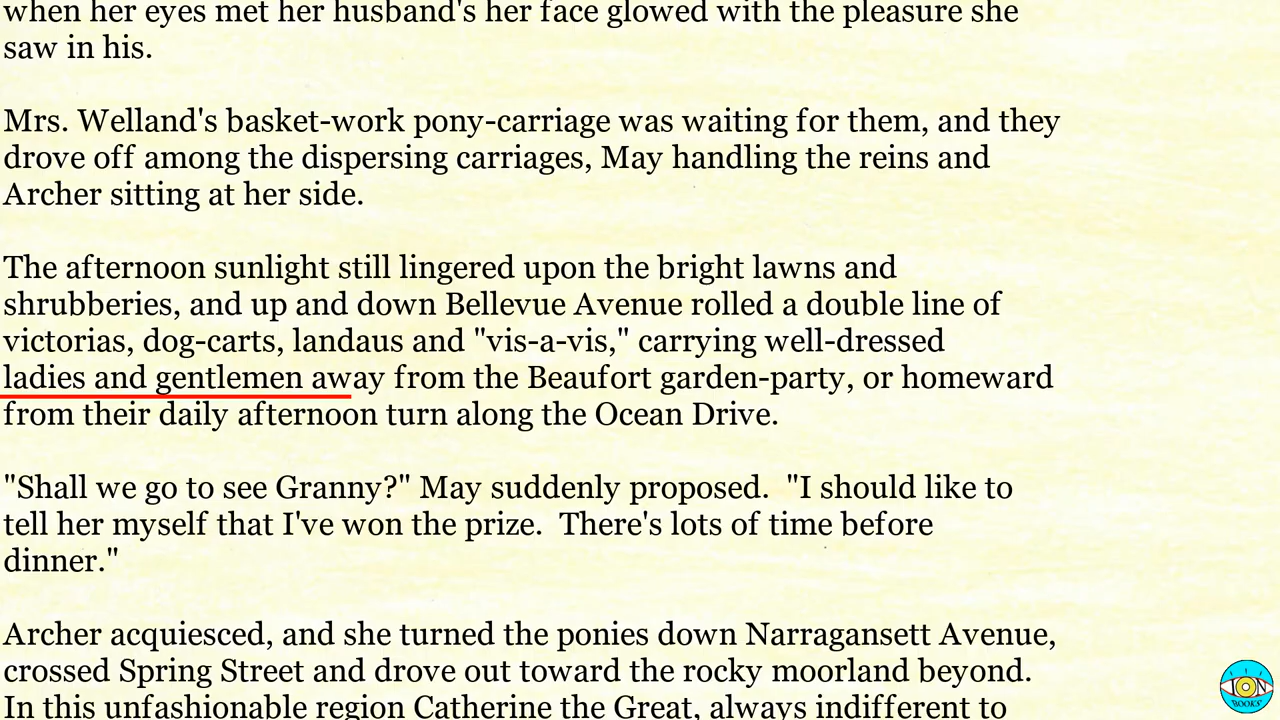 when her eyes met her husband's her face glowed with the pleasure she
saw in his.
Mrs. Welland's basket-work pony-carriage was waiting for them, and they
drove off among the dispersing carriages, May handling the reins and
Archer sitting at her side.
The afternoon sunlight still lingered upon the bright lawns and
shrubberies, and up and down Bellevue Avenue rolled a double line of
victorias, dog-carts, landaus and "vis-a-vis," carrying well-dressed
ladies and gentlemen away from the Beaufort garden-party, or homeward
from their daily afternoon turn along the Ocean Drive.
"Shall we go to see Granny?" May suddenly proposed.  "I should like to
tell her myself that I've won the prize.  There's lots of time before
dinner."
Archer acquiesced, and she turned the ponies down Narragansett Avenue,
crossed Spring Street and drove out toward the rocky moorland beyond.
In this unfashionable region Catherine the Great, always indifferent to
ION
BOOKS